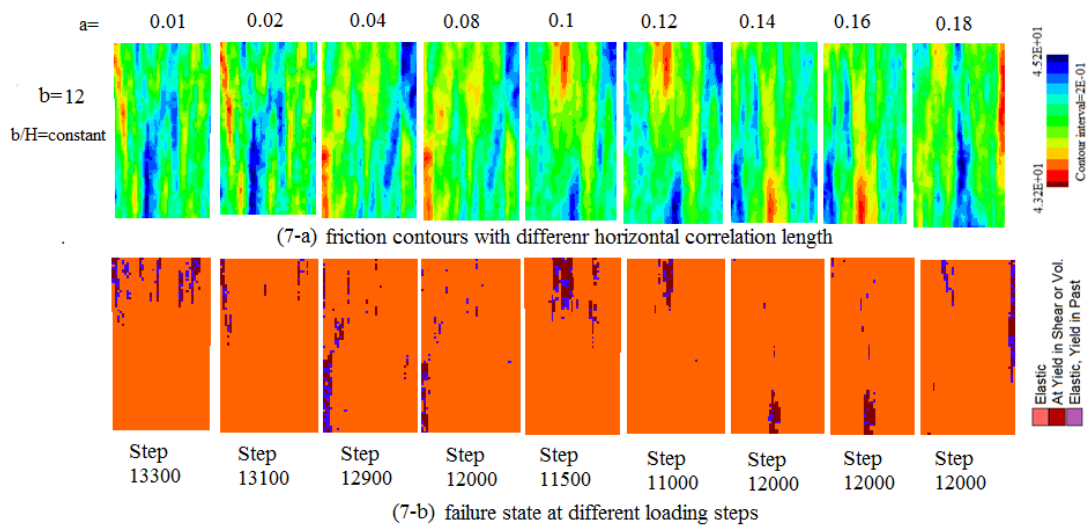 a= 0.01 0.02 0.04 0.08 0.1 0.12 0.14 0.16 0.18
b=12
b/H=constant
4.52E+01
4.32E+01
Contour interval=2E-01
(7-a) friction contours with differenr horizontal correlation length
Elastic
At Yield in Shear or Vol.
Elastic, Yield in Past
Step Step Step Step Step Step Step Step Step
13300 13100 12900 12000 11500 11000 12000 12000 12000
(7-b) failure state at different loading steps